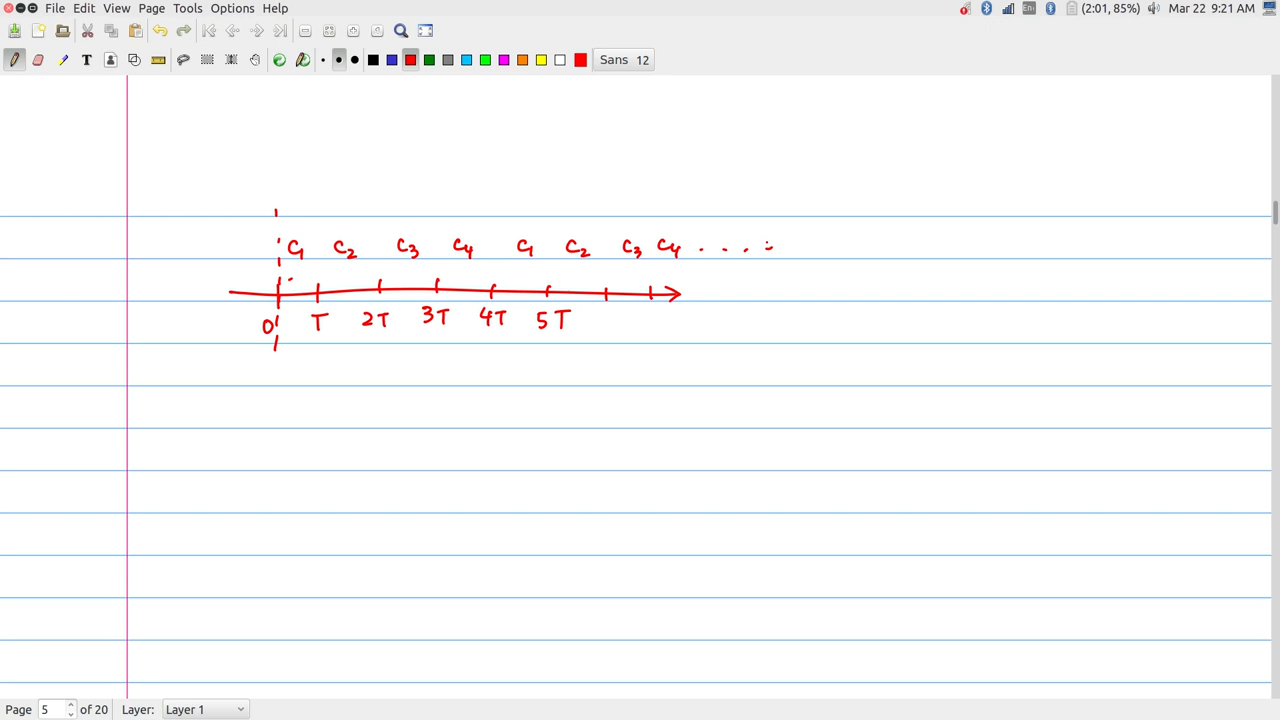 File Edit View Page Tools Options Help
En (2:01, 85%) Mar 22 9:21 AM
T Sans 12
C1 C2 C3 C4 C1 C2 C3 C4 . . . .
0 T 2T 3T 4T 5T
Page 5 of 20 Layer: Layer 1